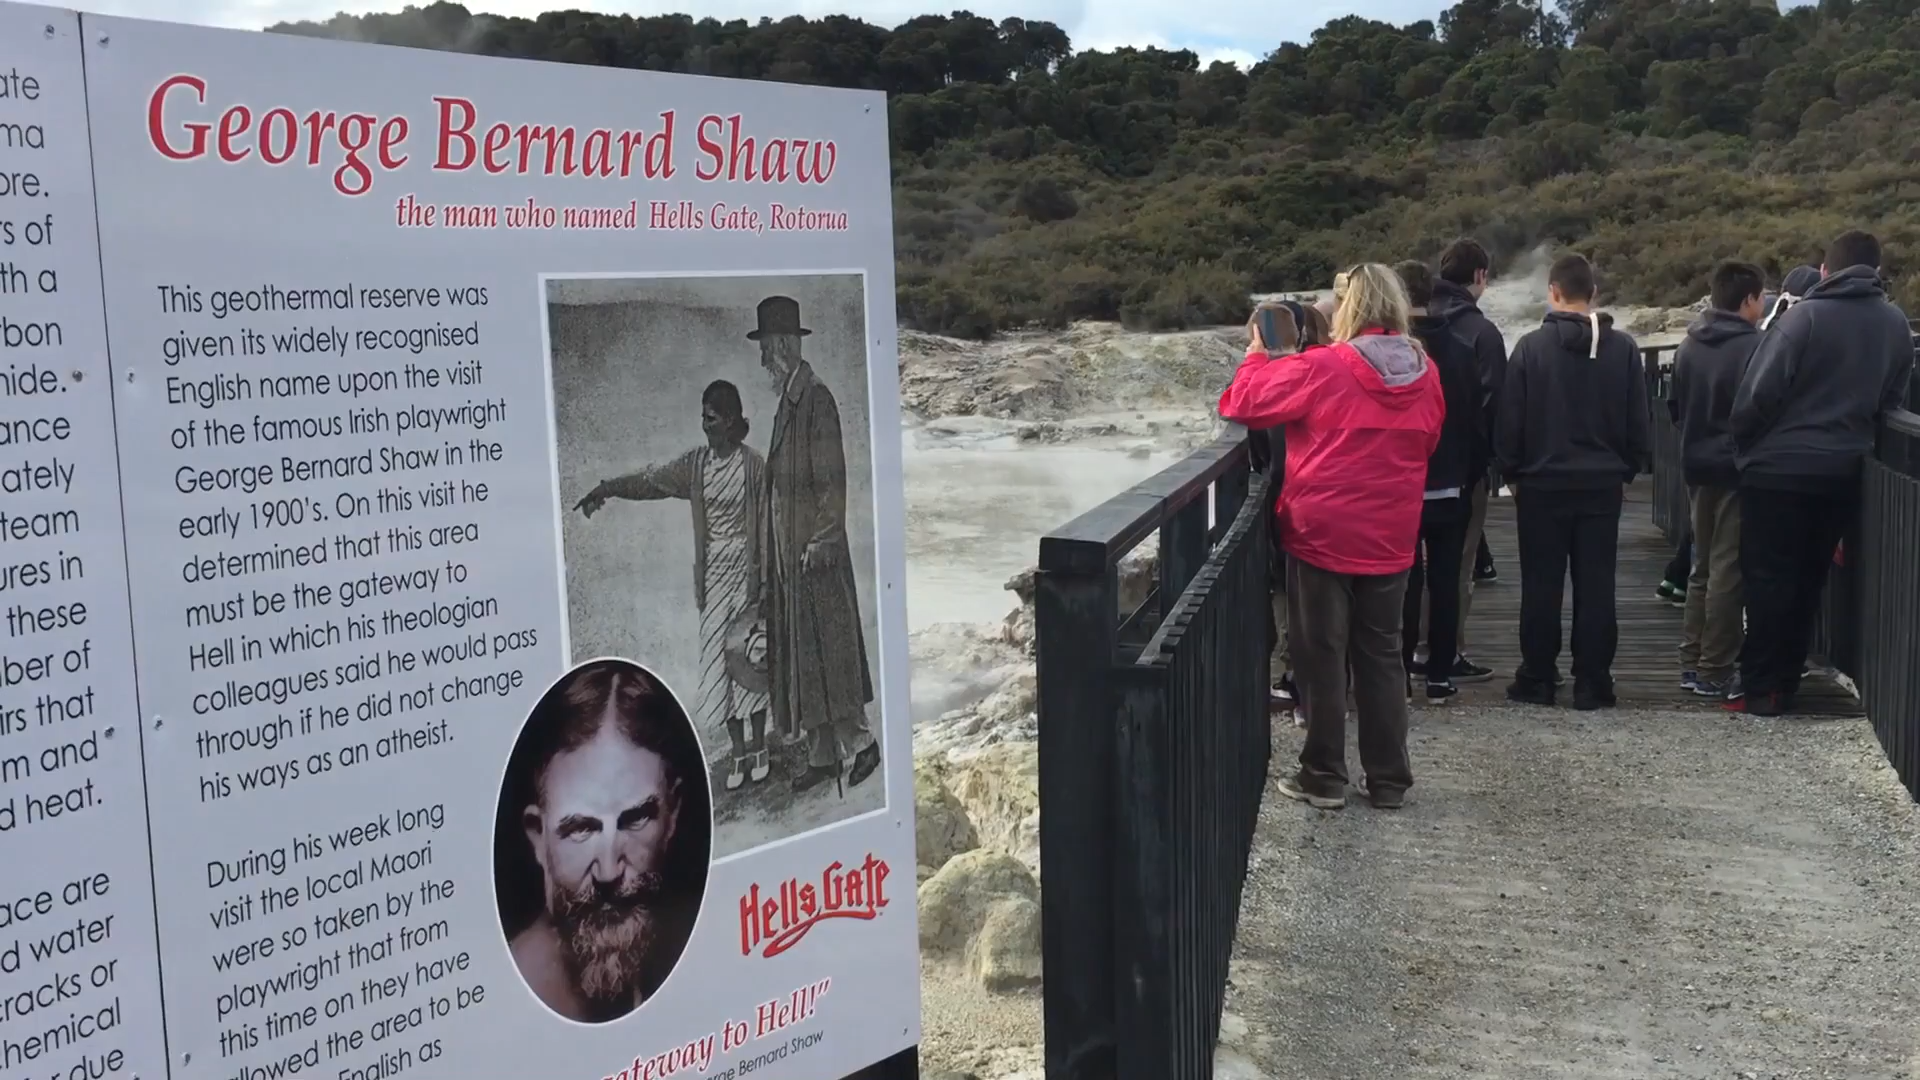 ate
ma
ore.
rs of
th a
rbon
hide.
ance
ately
team
ures in
these
ber of
irs that
m and
d heat.
ace are
d water
cracks or
chemical
r due
George Bernard Shaw
the man who named Hells Gate, Rotorua
This geothermal reserve was
given its widely recognised
English name upon the visit
of the famous Irish playwright
George Bernard Shaw in the
early 1900's. On this visit he
determined that this area
must be the gateway to
Hell in which his theologian
colleagues said he would pass
through if he did not change
his ways as an atheist.
During his week long
visit the local Maori
were so taken by the
playwright that from
this time on they have
allowed the area to be
English as
Hells Gate
gateway to Hell!"
rge Bernard Shaw